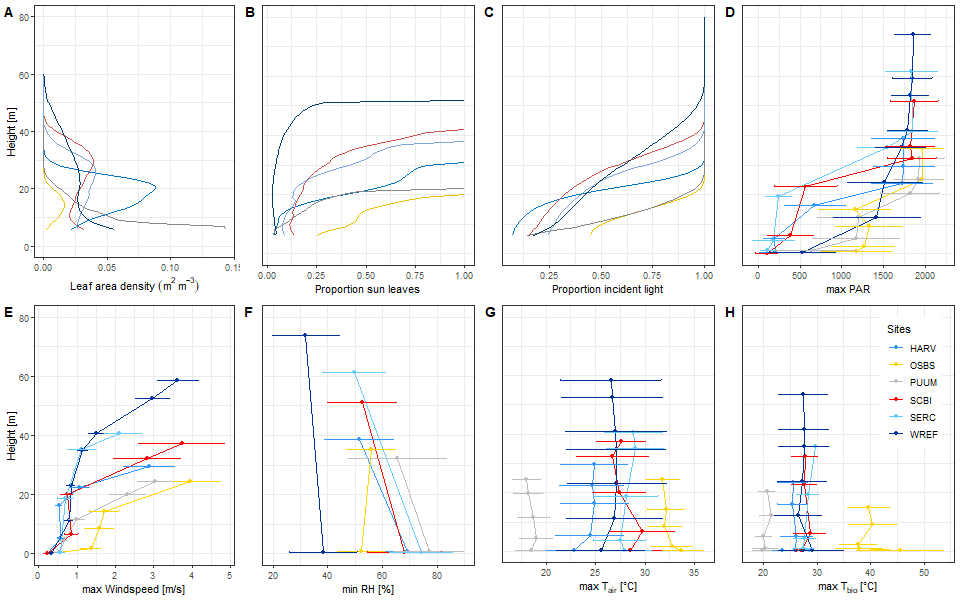 A B C D
80
60
40
20
0
Height [m]
0.00 0.05 0.10 0.15
Leaf area density (m² m⁻³)
0.00 0.25 0.50 0.75 1.00
Proportion sun leaves
0.25 0.50 0.75 1.00
Proportion incident light
0 500 1000 1500 2000
max PAR
E F G H
80
60
40
20
0
Height [m]
0 1 2 3 4 5
max Windspeed [m/s]
20 40 60 80
min RH [%]
20 25 30 35
max Tair [°C]
20 30 40 50
max Tbio [°C]
Sites
HARV
OSBS
PUUM
SCBI
SERC
WREF